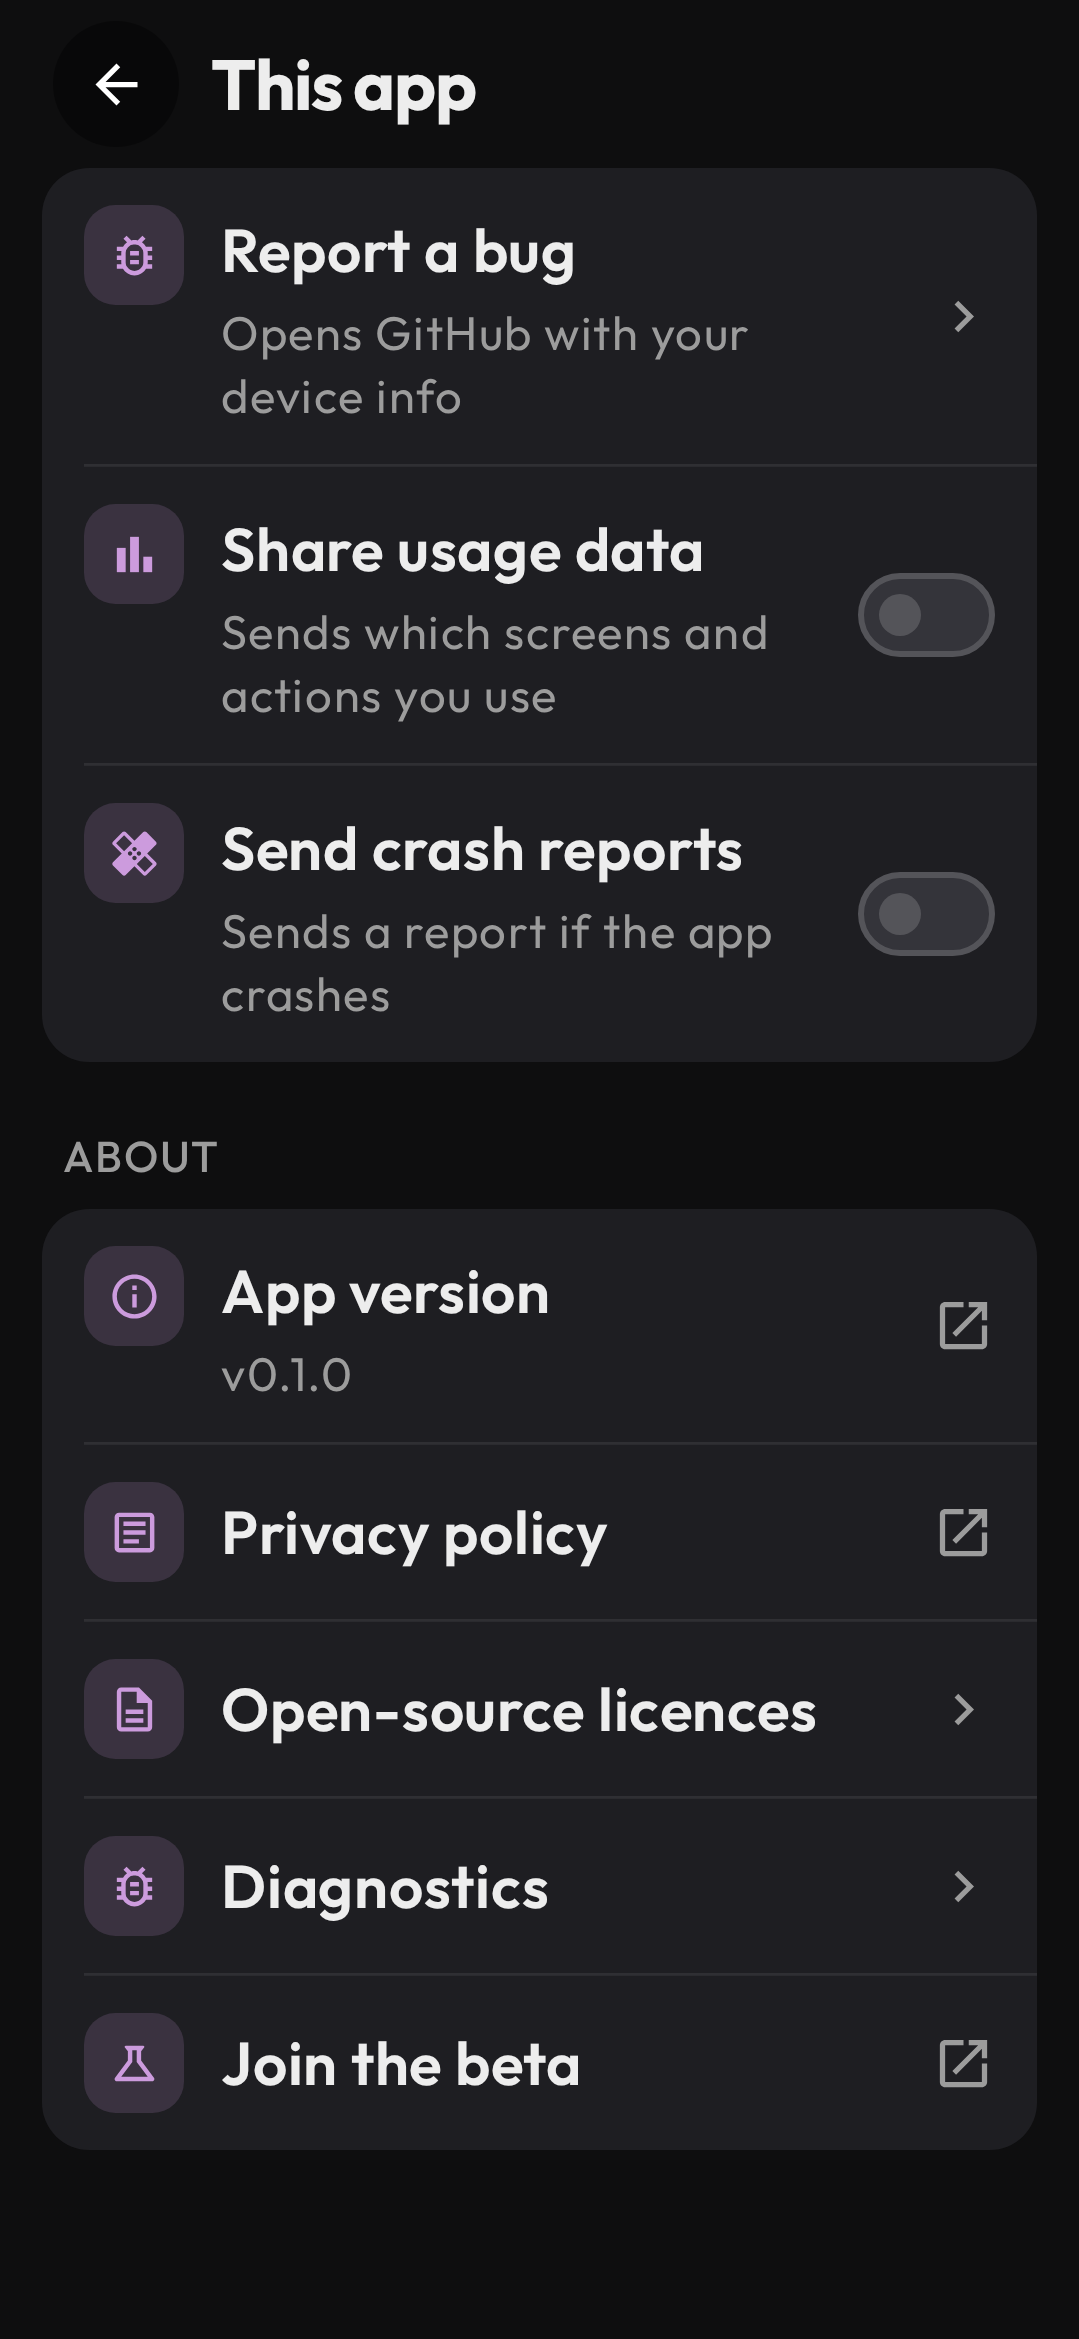 This app
Report a bug
Opens GitHub with your
device info
Share usage data
Sends which screens and
actions you use
Send crash reports
Sends a report if the app
crashes
ABOUT
App version
v0.1.0
Privacy policy
Open-source licences
Diagnostics
Join the beta